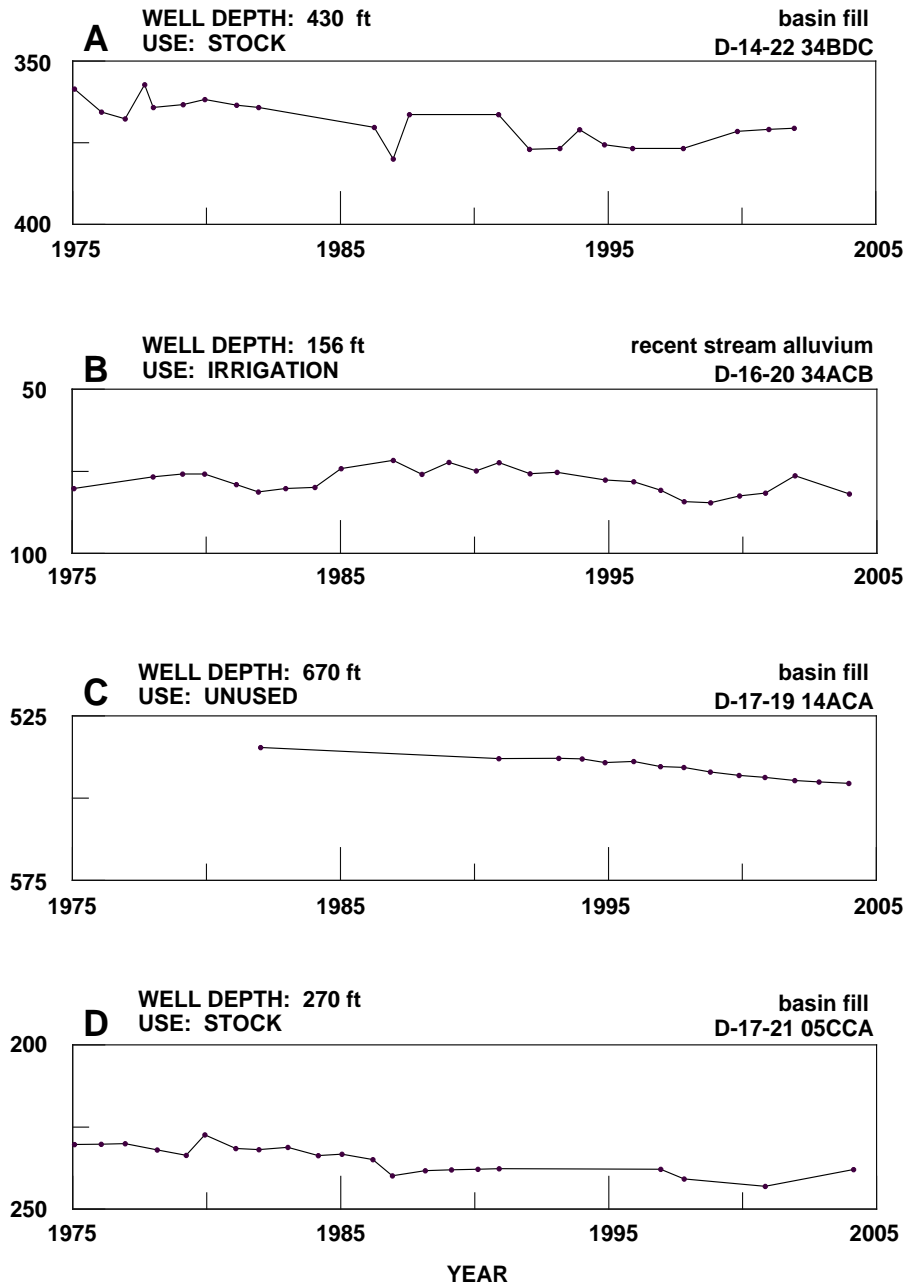 A
WELL DEPTH: 430 ft
USE: STOCK
basin fill
D-14-22 34BDC
350
400
1975 1985 1995 2005
B
WELL DEPTH: 156 ft
USE: IRRIGATION
recent stream alluvium
D-16-20 34ACB
50
100
1975 1985 1995 2005
C
WELL DEPTH: 670 ft
USE: UNUSED
basin fill
D-17-19 14ACA
525
575
1975 1985 1995 2005
D
WELL DEPTH: 270 ft
USE: STOCK
basin fill
D-17-21 05CCA
200
250
1975 1985 1995 2005
YEAR